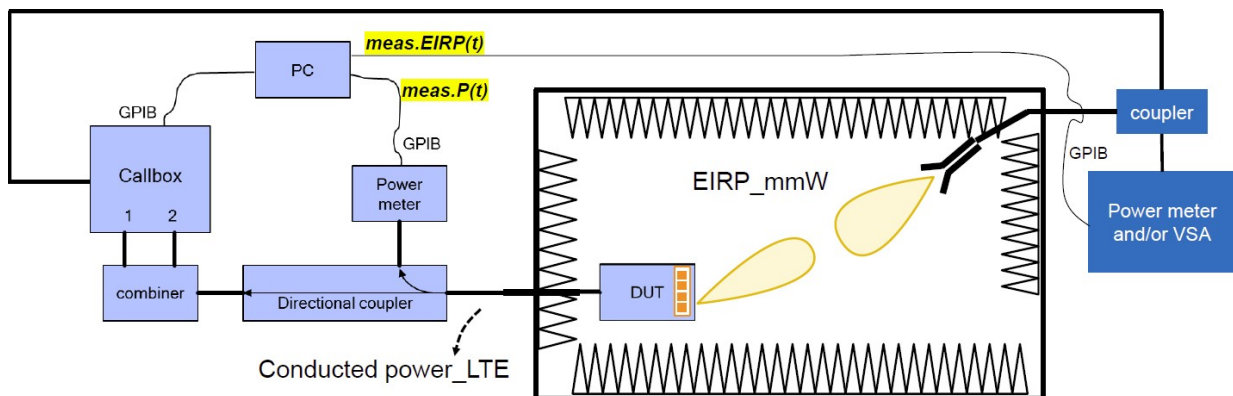 meas.EIRP(t)
PC
meas.P(t)
GPIB
GPIB
Callbox
1 2
Power
meter
combiner
Directional coupler
Conducted power_LTE
EIRP_mmW
DUT
coupler
GPIB
Power meter
and/or VSA